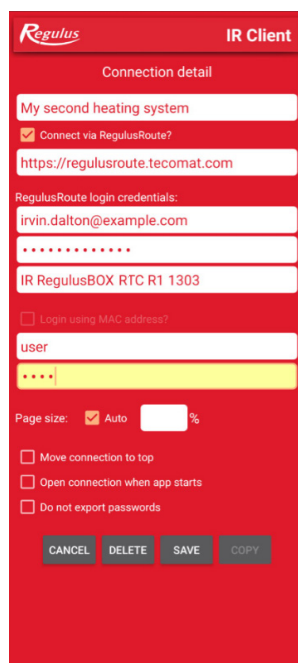 Regulus IR Client
Connection detail
My second heating system
Connect via RegulusRoute?
https://regulusroute.tecomat.com
RegulusRoute login credentials:
irvin.dalton@example.com
•••••••••••••
IR RegulusBOX RTC R1 1303
Login using MAC address?
user
••••
Page size: Auto %
Move connection to top
Open connection when app starts
Do not export passwords
CANCEL DELETE SAVE COPY